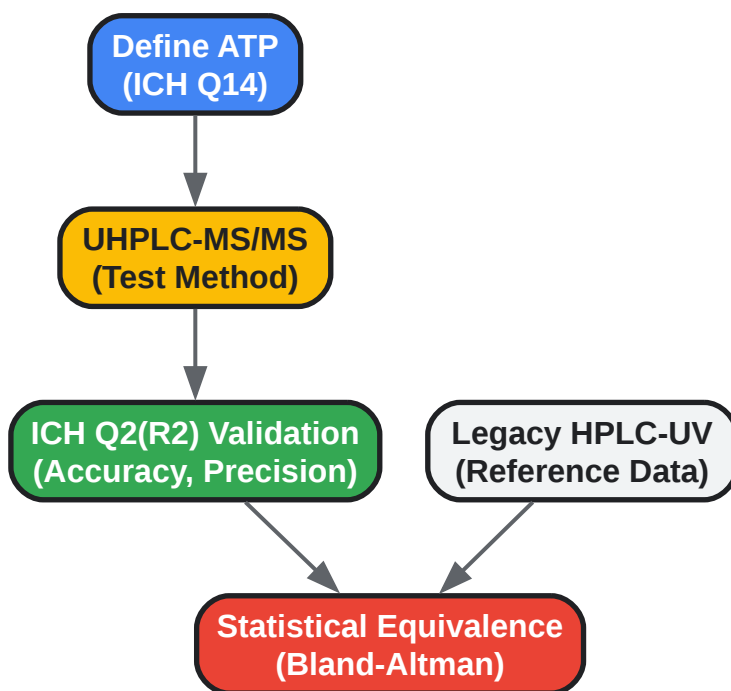 Define ATP
(ICH Q14)
UHPLC-MS/MS
(Test Method)
ICH Q2(R2) Validation
(Accuracy, Precision)
Legacy HPLC-UV
(Reference Data)
Statistical Equivalence
(Bland-Altman)